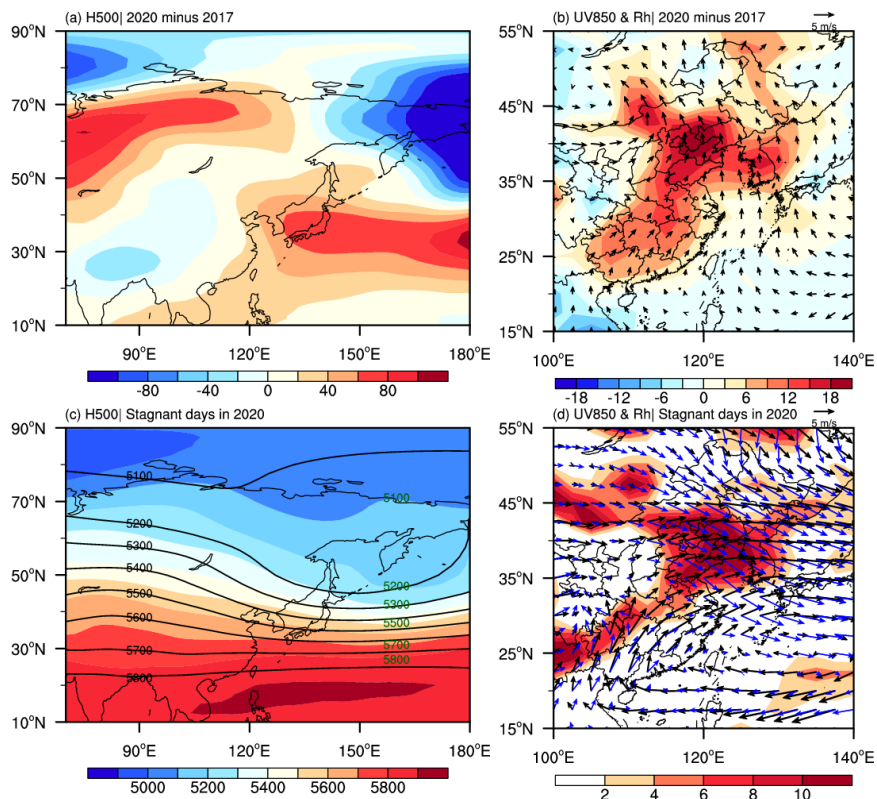 (a) H500| 2020 minus 2017
(b) UV850 & Rh| 2020 minus 2017
5 m/s
90°N
70°N
50°N
30°N
10°N
90°E
120°E
150°E
180°E
-80
-40
0
40
80
55°N
45°N
35°N
25°N
15°N
100°E
120°E
140°E
-18
-12
-6
0
6
12
18
(c) H500| Stagnant days in 2020
(d) UV850 & Rh| Stagnant days in 2020
5 m/s
90°N
70°N
50°N
30°N
10°N
5100
5100
5200
5300
5400
5500
5600
5700
5800
5200
5300
5500
5700
5800
90°E
120°E
150°E
180°E
5000
5200
5400
5600
5800
55°N
45°N
35°N
25°N
15°N
100°E
120°E
140°E
2
4
6
8
10